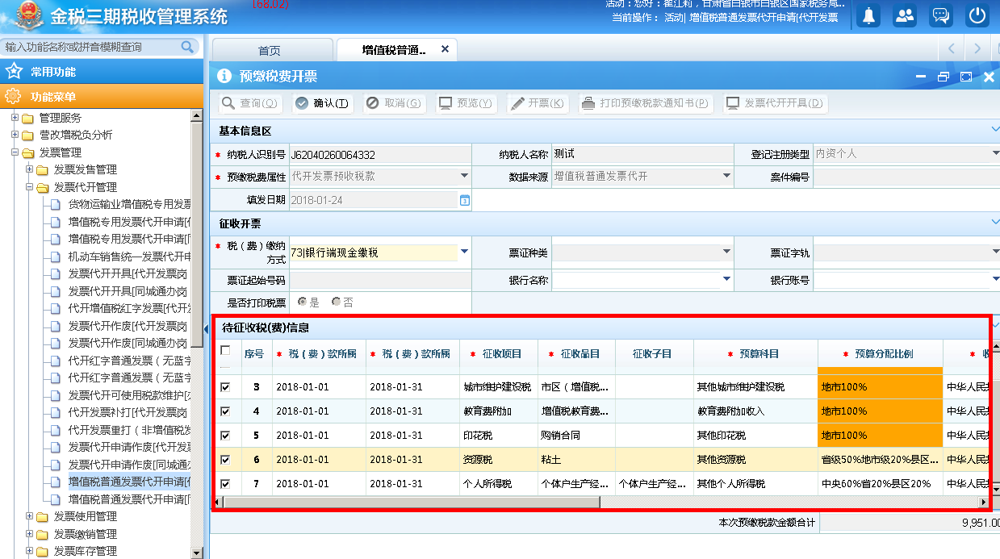 (68.02)
金税三期税收管理系统
活动：您好：崔江莉，甘肃省白银市白银区国家税务局...
当前操作： 活动| 增值税普通发票代开申请[代开发票
输入功能名称或拼音模糊查询
首页
增值税普通..
常用功能
功能菜单
管理服务
营改增税负分析
发票管理
发票发售管理
发票代开管理
货物运输业增值税专用发票
增值税专用发票代开申请[
增值税专用发票代开申请[
机动车销售统一发票代开申
发票代开开具[代开发票岗
发票代开开具[同城通办岗
代开增值税红字发票[代开发
发票代开作废[代开发票岗
发票代开作废[同城通办岗
代开红字普通发票（无蓝字
代开红字普通发票（无蓝字
发票代开可使用税款维护[
代开发票补打[代开发票岗
代开发票重打（非增值税发
发票代开申请作废[代开发
发票代开申请作废[同城通
增值税普通发票代开申请[
增值税普通发票代开申请[
发票使用管理
发票缴销管理
发票库存管理
预缴税费开票
查询(Q) 确认(T) 取消(G) 预览(Y) 开票(K) 打印预缴税款通知书(P) 发票代开开具(D)
基本信息区
* 纳税人识别号 J62040260064332 纳税人名称 测试 登记注册类型 内资个人
* 预缴税费属性 代开发票预收税款 数据来源 增值税普通发票代开 案件编号
填发日期 2018-01-24
征收开票
* 税（费）缴纳方式 73|银行端现金缴税 票证种类 票证字轨
票证起始号码 银行名称 银行账号
是否打印税票 是 否
待征收税(费)信息
序号 * 税（费）款所属 * 税（费）款所属 * 征收项目 * 征收品目 征收子目 * 预算科目 * 预算分配比例 *
3 2018-01-01 2018-01-31 城市维护建设税 市区（增值税... 其他城市维护建设税 地市100% 中华人民
4 2018-01-01 2018-01-31 教育费附加 增值税教育费... 教育费附加收入 地市100% 中华人民
5 2018-01-01 2018-01-31 印花税 购销合同 其他印花税 地市100% 中华人民
6 2018-01-01 2018-01-31 资源税 粘土 其他资源税 省级50%地市级20%县区... 中华人民
7 2018-01-01 2018-01-31 个人所得税 个体户生产经... 个体户生产经... 其他个人所得税 中央60%省20%县区20% 中华人民
本次预缴税款金额合计 9,951.00